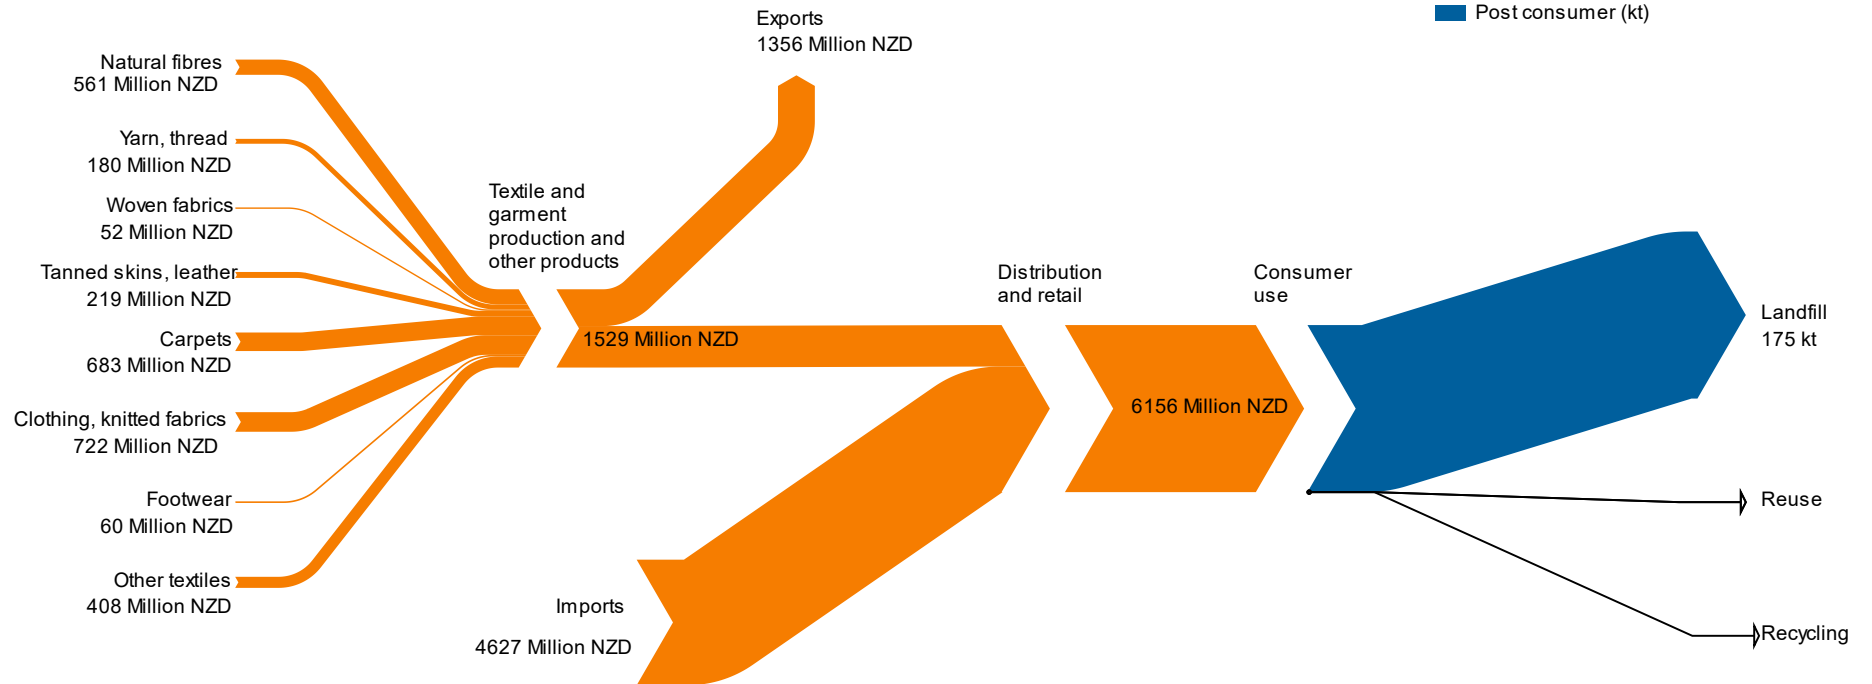 Exports
1356 Million NZD
Post consumer (kt)
Natural fibres
561 Million NZD
Yarn, thread
180 Million NZD
Woven fabrics
52 Million NZD
Tanned skins, leather
219 Million NZD
Carpets
683 Million NZD
Clothing, knitted fabrics
722 Million NZD
Footwear
60 Million NZD
Other textiles
408 Million NZD
Textile and
garment
production and
other products
1529 Million NZD
Imports
4627 Million NZD
Distribution
and retail
6156 Million NZD
Consumer
use
Landfill
175 kt
Reuse
Recycling